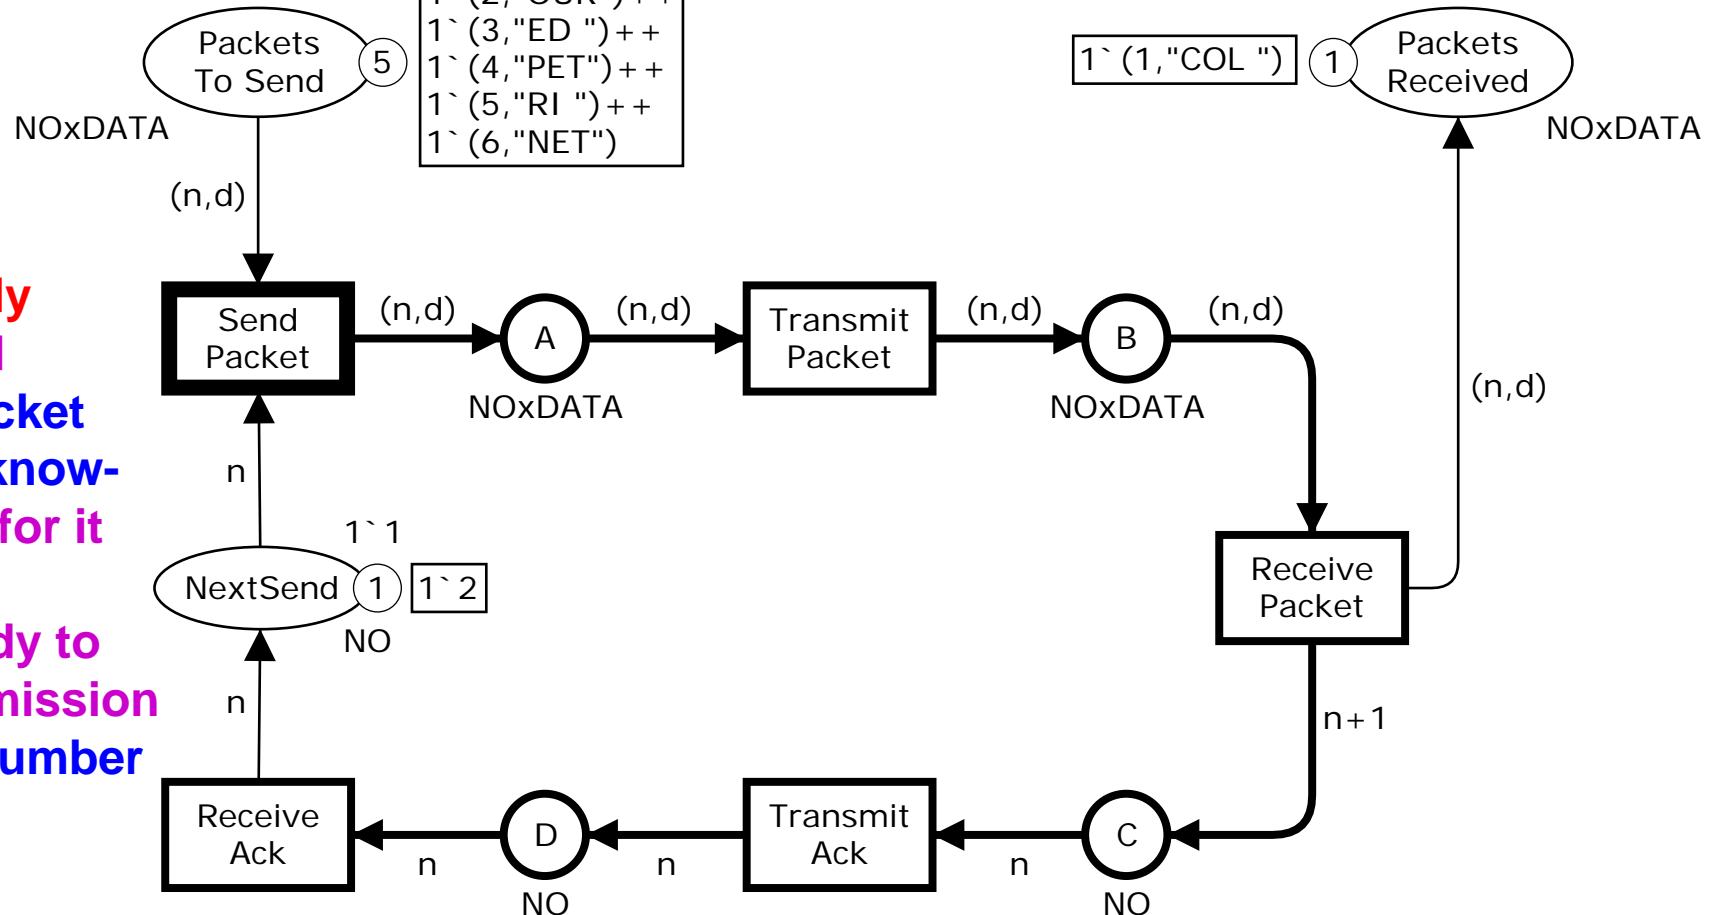 1`(3,"ED ")++
1`(4,"PET")++
1`(5,"RI ")++
1`(6,"NET")
Packets
To Send
5
NOxDATA
1`(1,"COL ")
1
Packets
Received
NOxDATA
(n,d)
Send
Packet
(n,d)
A
NOxDATA
(n,d)
Transmit
Packet
(n,d)
B
NOxDATA
(n,d)
(n,d)
n
1`1
NextSend
1
1`2
NO
Receive
Packet
n
n+1
Receive
Ack
n
D
NO
n
Transmit
Ack
n
C
NO
know-
for it
dy to
mission
umber